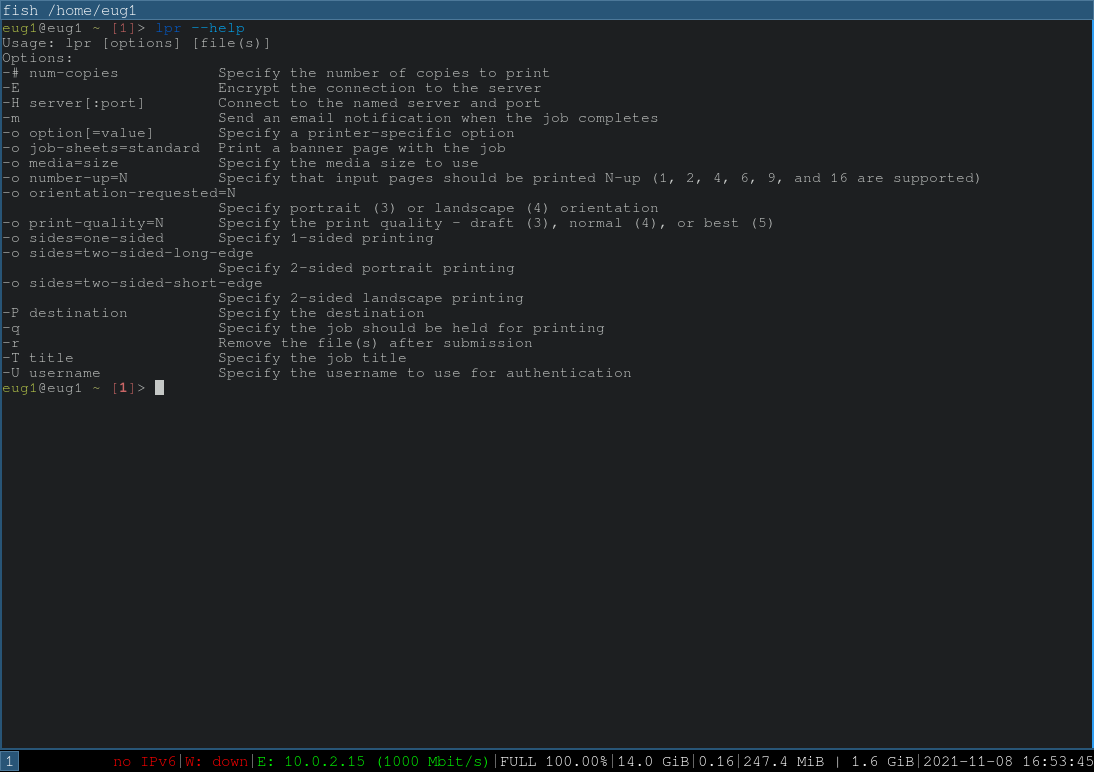 fish /home/eug1
eug1@eug1 ~ [1]> lpr --help
Usage: lpr [options] [file(s)]
Options:
-# num-copies           Specify the number of copies to print
-E                      Encrypt the connection to the server
-H server[:port]        Connect to the named server and port
-m                      Send an email notification when the job completes
-o option[=value]       Specify a printer-specific option
-o job-sheets=standard  Print a banner page with the job
-o media=size           Specify the media size to use
-o number-up=N          Specify that input pages should be printed N-up (1, 2, 4, 6, 9, and 16 are supported)
-o orientation-requested=N
                        Specify portrait (3) or landscape (4) orientation
-o print-quality=N      Specify the print quality - draft (3), normal (4), or best (5)
-o sides=one-sided      Specify 1-sided printing
-o sides=two-sided-long-edge
                        Specify 2-sided portrait printing
-o sides=two-sided-short-edge
                        Specify 2-sided landscape printing
-P destination          Specify the destination
-q                      Specify the job should be held for printing
-r                      Remove the file(s) after submission
-T title                Specify the job title
-U username             Specify the username to use for authentication
eug1@eug1 ~ [1]>
1 no IPv6|W: down|E: 10.0.2.15 (1000 Mbit/s)|FULL 100.00%|14.0 GiB|0.16|247.4 MiB | 1.6 GiB|2021-11-08 16:53:45